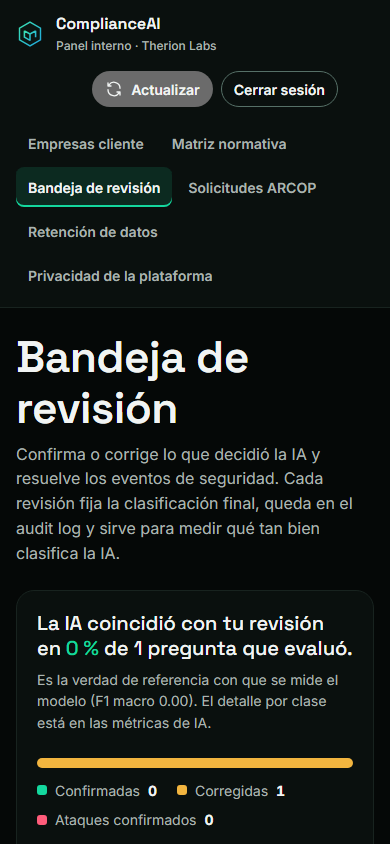 ComplianceAI
Panel interno · Therion Labs
Actualizar
Cerrar sesión
Empresas cliente
Matriz normativa
Bandeja de revisión
Solicitudes ARCOP
Retención de datos
Privacidad de la plataforma
Bandeja de
revisión
Confirma o corrige lo que decidió la IA y
resuelve los eventos de seguridad. Cada
revisión fija la clasificación final, queda en el
audit log y sirve para medir qué tan bien
clasifica la IA.
La IA coincidió con tu revisión
en 0 % de 1 pregunta que evaluó.
Es la verdad de referencia con que se mide el
modelo (F1 macro 0.00). El detalle por clase
está en las métricas de IA.
Confirmadas 0
Corregidas 1
Ataques confirmados 0